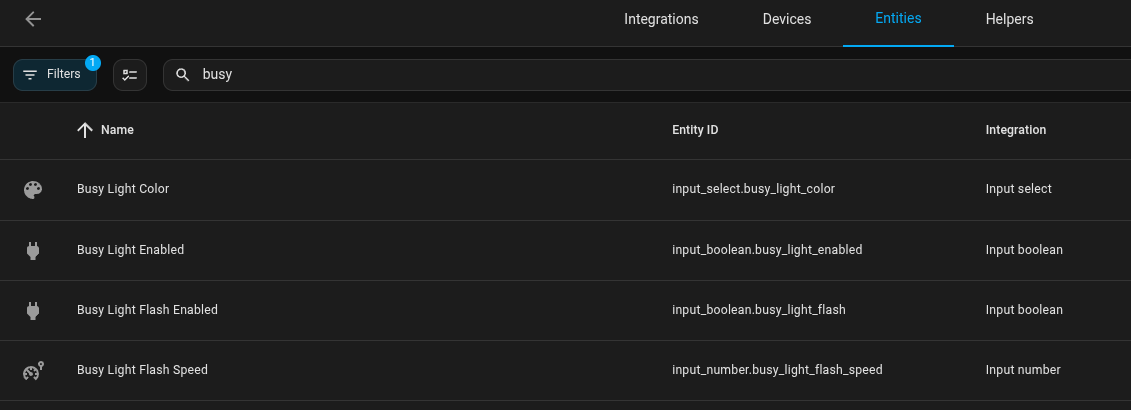 Integrations Devices Entities Helpers
Filters 1 busy
Name Entity ID Integration
Busy Light Color input_select.busy_light_color Input select
Busy Light Enabled input_boolean.busy_light_enabled Input boolean
Busy Light Flash Enabled input_boolean.busy_light_flash Input boolean
Busy Light Flash Speed input_number.busy_light_flash_speed Input number